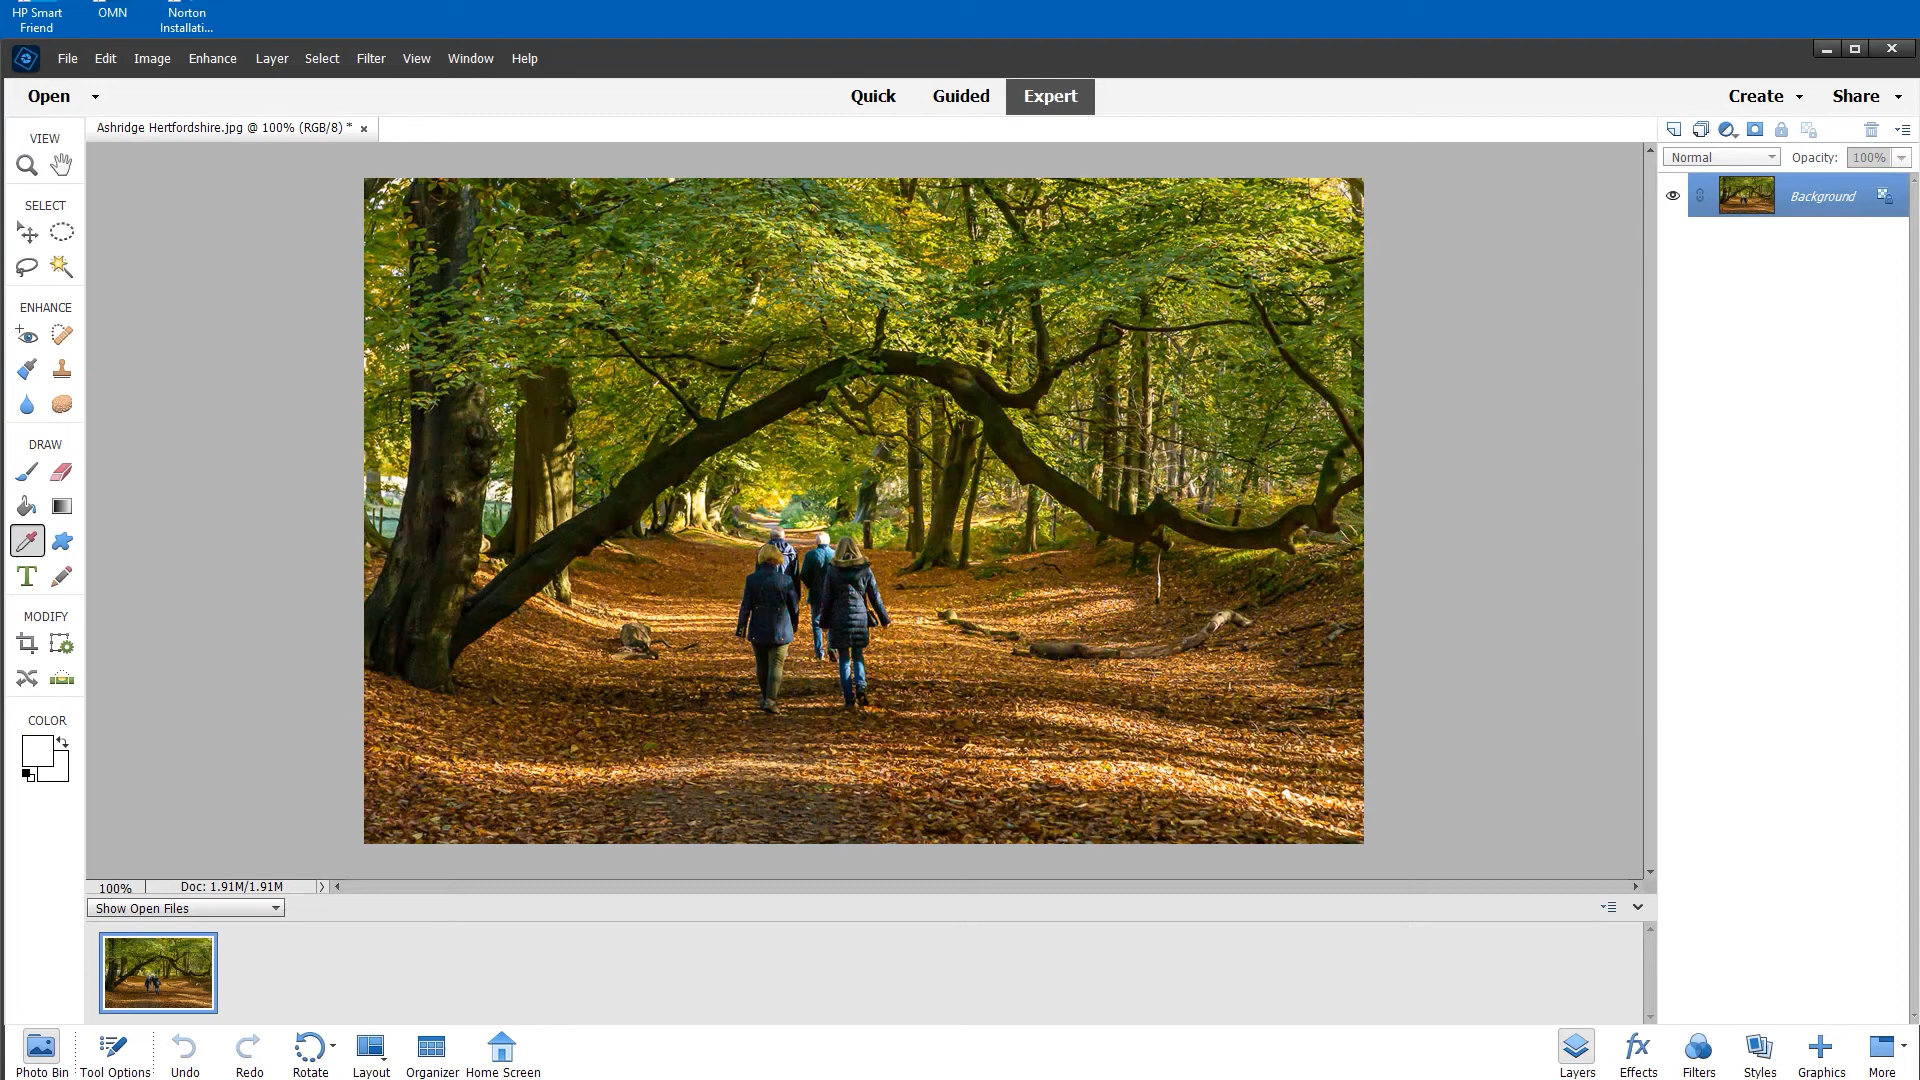 HP Smart
Friend
OMN
Norton
Installati...
File Edit Image Enhance Layer Select Filter View Window Help
Open
Quick Guided Expert
Create Share
VIEW
Ashridge Hertfordshire.jpg @ 100% (RGB/8) *
Normal
Opacity: 100%
Background
SELECT
ENHANCE
DRAW
T
MODIFY
COLOR
100%
Doc: 1.91M/1.91M
Show Open Files
Photo Bin
Tool Options
Undo
Redo
Rotate
Layout
Organizer
Home Screen
Layers
fx
Effects
Filters
Styles
Graphics
More